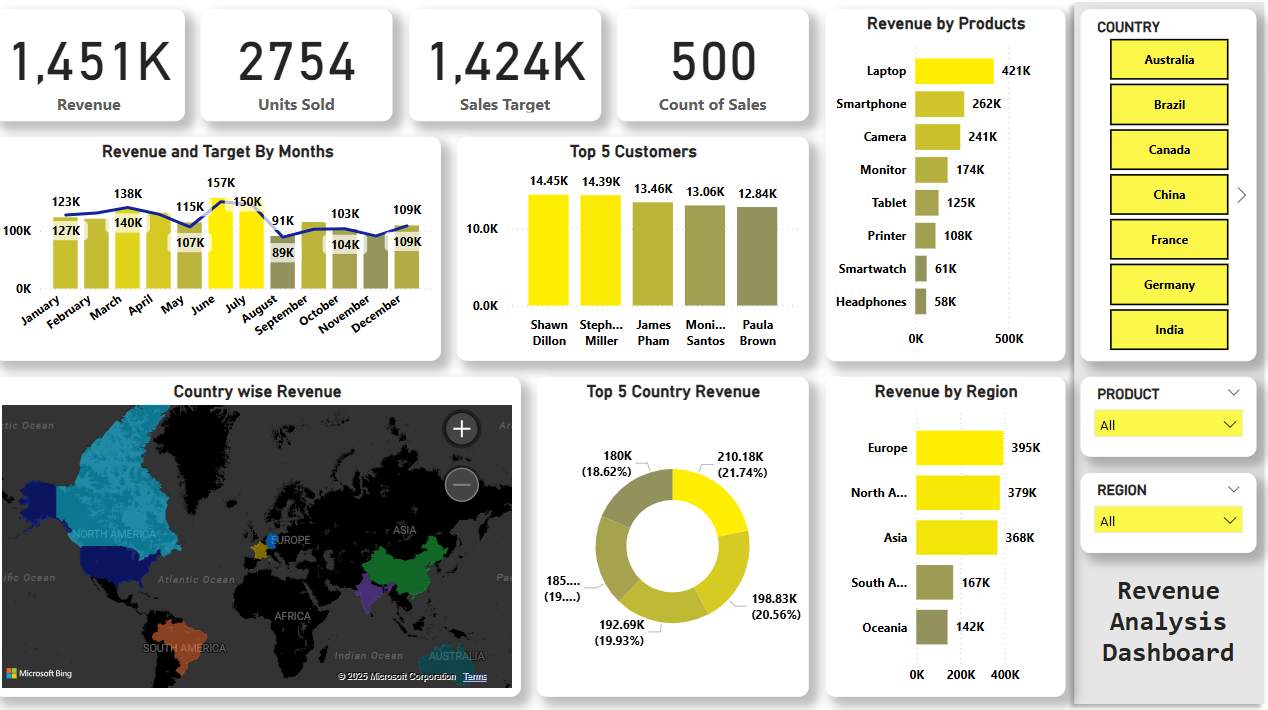 1,451K
Revenue
2754
Units Sold
1,424K
Sales Target
500
Count of Sales
Revenue and Target By Months
123K
138K
115K
157K
150K
91K
103K
109K
127K
140K
107K
89K
104K
109K
100K
0K
January
February
March
April
May
June
July
August
September
October
November
December
Top 5 Customers
14.45K
14.39K
13.46K
13.06K
12.84K
10.0K
0.0K
Shawn Dillon
Steph... Miller
James Pham
Moni... Santos
Paula Brown
Revenue by Products
Laptop 421K
Smartphone 262K
Camera 241K
Monitor 174K
Tablet 125K
Printer 108K
Smartwatch 61K
Headphones 58K
0K 500K
COUNTRY
Australia
Brazil
Canada
China
France
Germany
India
Country wise Revenue
NORTH AMERICA
EUROPE
ASIA
Atlantic Ocean
AFRICA
SOUTH AMERICA
Indian Ocean
AUSTRALIA
Microsoft Bing
© 2025 Microsoft Corporation Terms
Top 5 Country Revenue
180K
(18.62%)
210.18K
(21.74%)
185....
(19....)
198.83K
(20.56%)
192.69K
(19.93%)
Revenue by Region
Europe 395K
North A... 379K
Asia 368K
South A... 167K
Oceania 142K
0K 200K 400K
PRODUCT
All
REGION
All
Revenue
Analysis
Dashboard